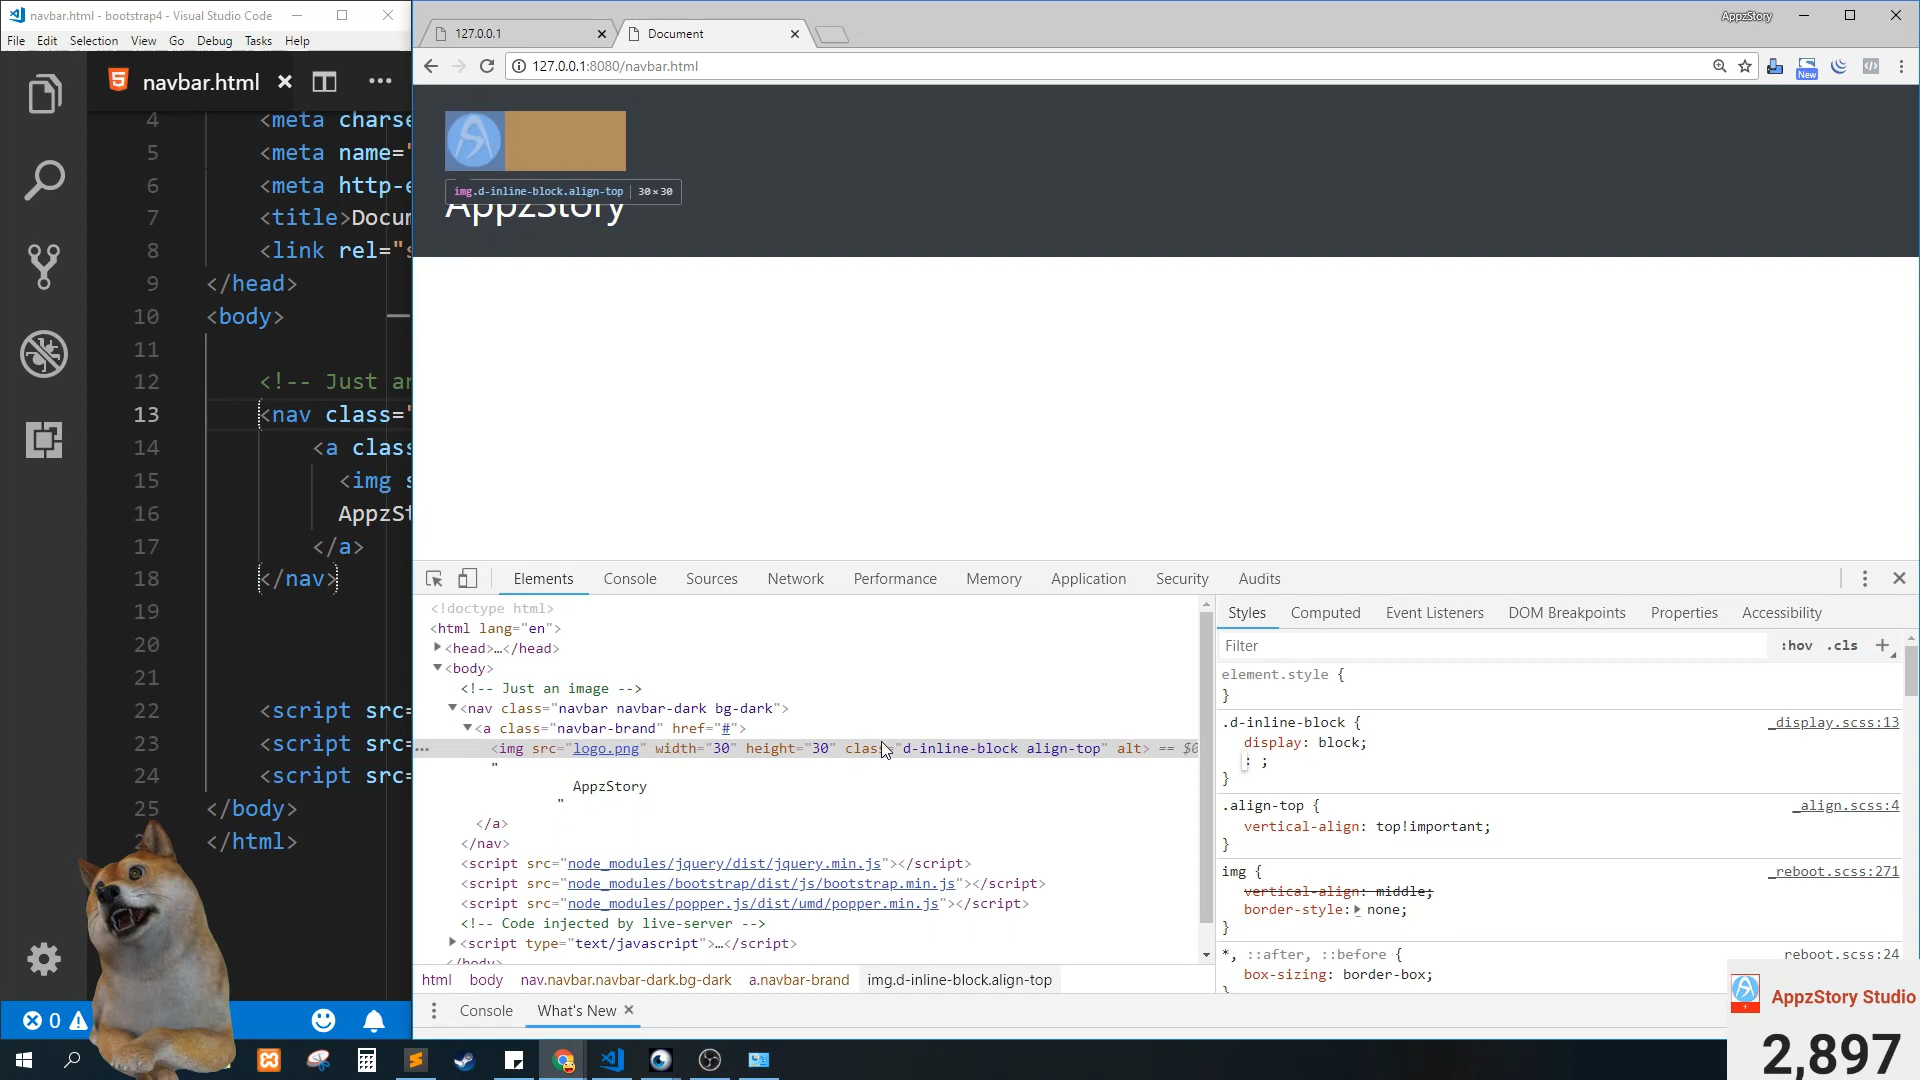 navbar.html - bootstrap4 - Visual Studio Code
File Edit Selection View Go Debug Tasks Help
navbar.html
4 <meta charse
5 <meta name="
6 <meta http-e
7 <title>Docum
8 <link rel="s
9 </head>
10 <body>
11
12 <!-- Just an
13 <nav class="
14 <a class
15 <img s
16 AppzSt
17 </a>
18 </nav>
19
20
21
22 <script src=
23 <script src=
24 <script src=
25 </body>
</html>
0
127.0.0.1
Document
AppzStory
127.0.0.1:8080/navbar.html
New
img.d-inline-block.align-top 30×30
AppzStory
Elements Console Sources Network Performance Memory Application Security Audits
<!doctype html>
<html lang="en">
<head>…</head>
<body>
<!-- Just an image -->
<nav class="navbar navbar-dark bg-dark">
<a class="navbar-brand" href="#">
<img src="logo.png" width="30" height="30" class="d-inline-block align-top" alt> == $0
"
AppzStory
"
</a>
</nav>
<script src="node_modules/jquery/dist/jquery.min.js"></script>
<script src="node_modules/bootstrap/dist/js/bootstrap.min.js"></script>
<script src="node_modules/popper.js/dist/umd/popper.min.js"></script>
<!-- Code injected by live-server -->
<script type="text/javascript">…</script>
</body>
html body nav.navbar.navbar-dark.bg-dark a.navbar-brand img.d-inline-block.align-top
Console What's New
Styles Computed Event Listeners DOM Breakpoints Properties Accessibility
Filter :hov .cls
element.style {
}
.d-inline-block { _display.scss:13
display: block;
: ;
}
.align-top { _align.scss:4
vertical-align: top!important;
}
img { _reboot.scss:271
vertical-align: middle;
border-style: none;
}
*, ::after, ::before { reboot.scss:24
box-sizing: border-box;
}
AppzStory Studio
2,897